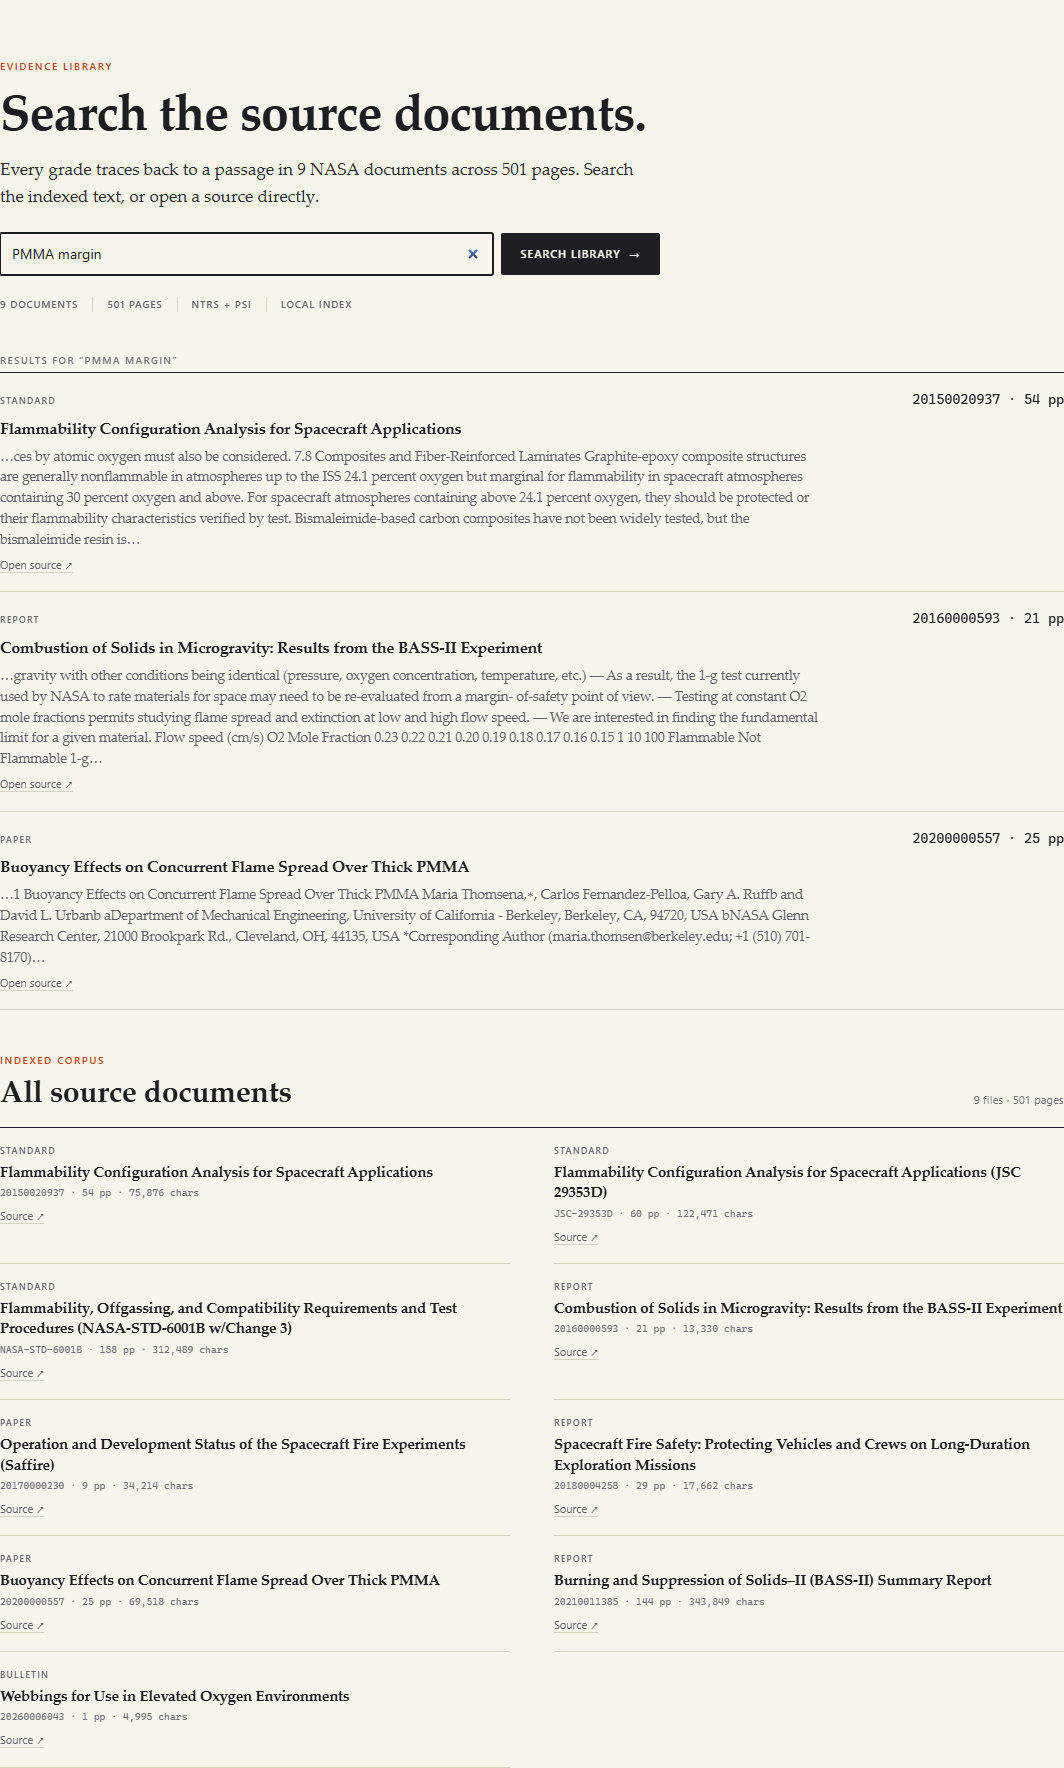 EVIDENCE LIBRARY
Search the source documents.
Every grade traces back to a passage in 9 NASA documents across 501 pages. Search
the indexed text, or open a source directly.
PMMA margin ×
SEARCH LIBRARY →
9 DOCUMENTS 501 PAGES NTRS + PSI LOCAL INDEX
RESULTS FOR “PMMA MARGIN”
STANDARD 20150020937 · 54 pp
Flammability Configuration Analysis for Spacecraft Applications
…ces by atomic oxygen must also be considered. 7.8 Composites and Fiber-Reinforced Laminates Graphite-epoxy composite structures
are generally nonflammable in atmospheres up to the ISS 24.1 percent oxygen but marginal for flammability in spacecraft atmospheres
containing 30 percent oxygen and above. For spacecraft atmospheres containing above 24.1 percent oxygen, they should be protected or
their flammability characteristics verified by test. Bismaleimide-based carbon composites have not been widely tested, but the
bismaleimide resin is…
Open source ↗
REPORT 20160000593 · 21 pp
Combustion of Solids in Microgravity: Results from the BASS-II Experiment
…gravity with other conditions being identical (pressure, oxygen concentration, temperature, etc.) — As a result, the 1-g test currently
used by NASA to rate materials for space may need to be re-evaluated from a margin- of-safety point of view. — Testing at constant O2
mole fractions permits studying flame spread and extinction at low and high flow speed. — We are interested in finding the fundamental
limit for a given material. Flow speed (cm/s) O2 Mole Fraction 0.23 0.22 0.21 0.20 0.19 0.18 0.17 0.16 0.15 1 10 100 Flammable Not
Flammable 1-g…
Open source ↗
PAPER 20200000557 · 25 pp
Buoyancy Effects on Concurrent Flame Spread Over Thick PMMA
…1 Buoyancy Effects on Concurrent Flame Spread Over Thick PMMA Maria Thomsena,∗, Carlos Fernandez-Pelloa, Gary A. Ruffb and
David L. Urbanb aDepartment of Mechanical Engineering, University of California - Berkeley, Berkeley, CA, 94720, USA bNASA Glenn
Research Center, 21000 Brookpark Rd., Cleveland, OH, 44135, USA *Corresponding Author (maria.thomsen@berkeley.edu; +1 (510) 701-
8170)…
Open source ↗
INDEXED CORPUS
All source documents
9 files · 501 pages
STANDARD
Flammability Configuration Analysis for Spacecraft Applications
20150020937 · 54 pp · 75,876 chars
Source ↗
STANDARD
Flammability Configuration Analysis for Spacecraft Applications (JSC
29353D)
JSC-29353D · 60 pp · 122,471 chars
Source ↗
STANDARD
Flammability, Offgassing, and Compatibility Requirements and Test
Procedures (NASA-STD-6001B w/Change 3)
NASA-STD-6001B · 158 pp · 312,489 chars
Source ↗
REPORT
Combustion of Solids in Microgravity: Results from the BASS-II Experiment
20160000593 · 21 pp · 13,330 chars
Source ↗
PAPER
Operation and Development Status of the Spacecraft Fire Experiments
(Saffire)
20170000230 · 9 pp · 34,214 chars
Source ↗
REPORT
Spacecraft Fire Safety: Protecting Vehicles and Crews on Long-Duration
Exploration Missions
20180004258 · 29 pp · 17,662 chars
Source ↗
PAPER
Buoyancy Effects on Concurrent Flame Spread Over Thick PMMA
20200000557 · 25 pp · 69,518 chars
Source ↗
REPORT
Burning and Suppression of Solids–II (BASS-II) Summary Report
20210011385 · 144 pp · 343,849 chars
Source ↗
BULLETIN
Webbings for Use in Elevated Oxygen Environments
20260006043 · 1 pp · 4,995 chars
Source ↗